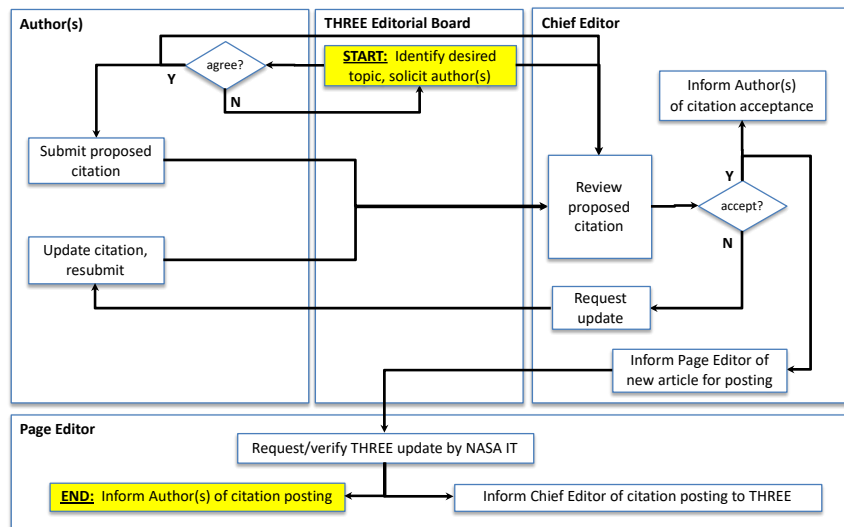 Author(s)
THREE Editorial Board
Chief Editor
agree?
Y
N
START: Identify desired
topic, solicit author(s)
Inform Author(s)
of citation acceptance
Submit proposed
citation
Review
proposed
citation
Y
accept?
N
Update citation,
resubmit
Request
update
Inform Page Editor of
new article for posting
Page Editor
Request/verify THREE update by NASA IT
END: Inform Author(s) of citation posting
Inform Chief Editor of citation posting to THREE